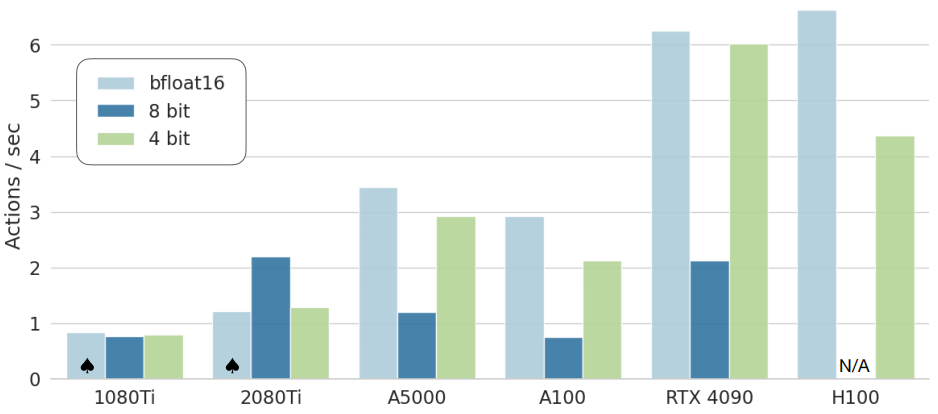 Actions / sec
6
5
4
3
2
1
0
bfloat16
8 bit
4 bit
♠ ♠ N/A
1080Ti 2080Ti A5000 A100 RTX 4090 H100